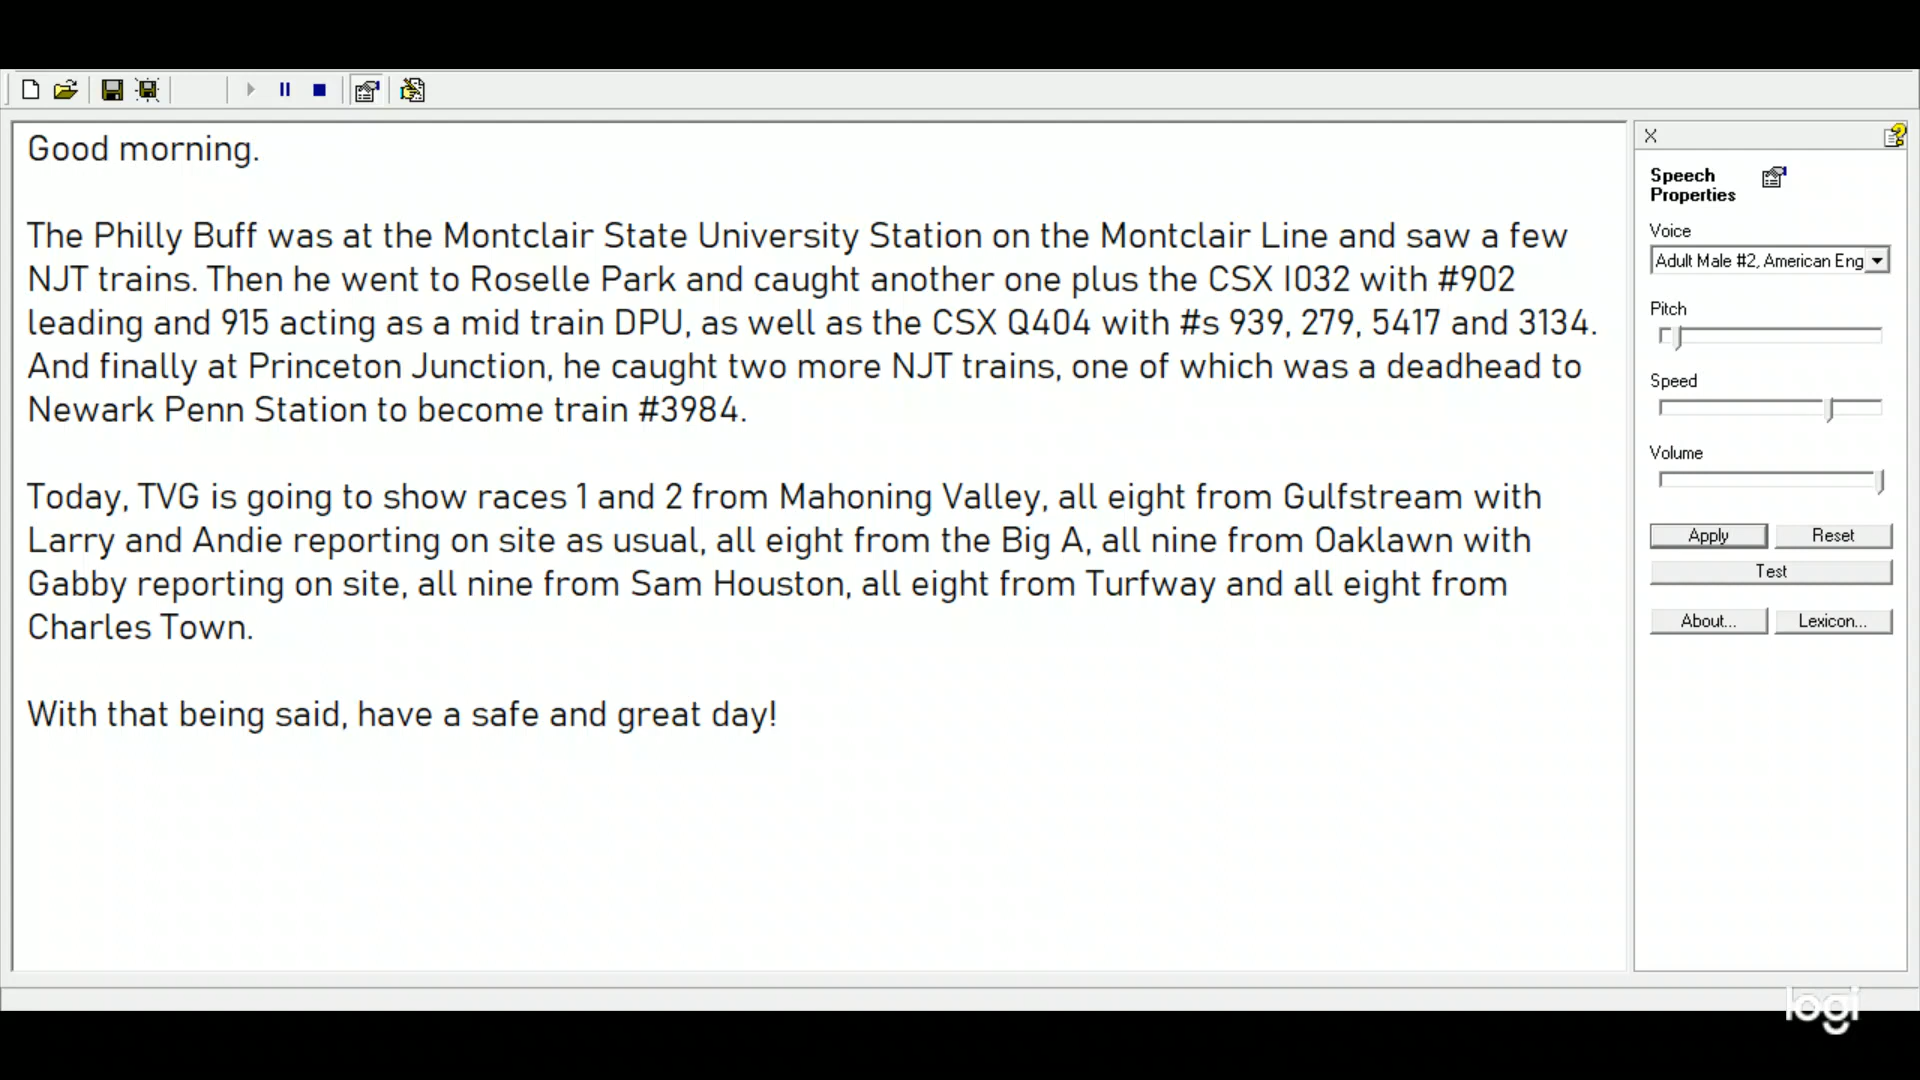 Good morning.
The Philly Buff was at the Montclair State University Station on the Montclair Line and saw a few
NJT trains. Then he went to Roselle Park and caught another one plus the CSX I032 with #902
leading and 915 acting as a mid train DPU, as well as the CSX Q404 with #s 939, 279, 5417 and 3134.
And finally at Princeton Junction, he caught two more NJT trains, one of which was a deadhead to
Newark Penn Station to become train #3984.
Today, TVG is going to show races 1 and 2 from Mahoning Valley, all eight from Gulfstream with
Larry and Andie reporting on site as usual, all eight from the Big A, all nine from Oaklawn with
Gabby reporting on site, all nine from Sam Houston, all eight from Turfway and all eight from
Charles Town.
With that being said, have a safe and great day!
X
Speech
Properties
Voice
Adult Male #2, American Eng
Pitch
Speed
Volume
Apply Reset
Test
About... Lexicon...
logi